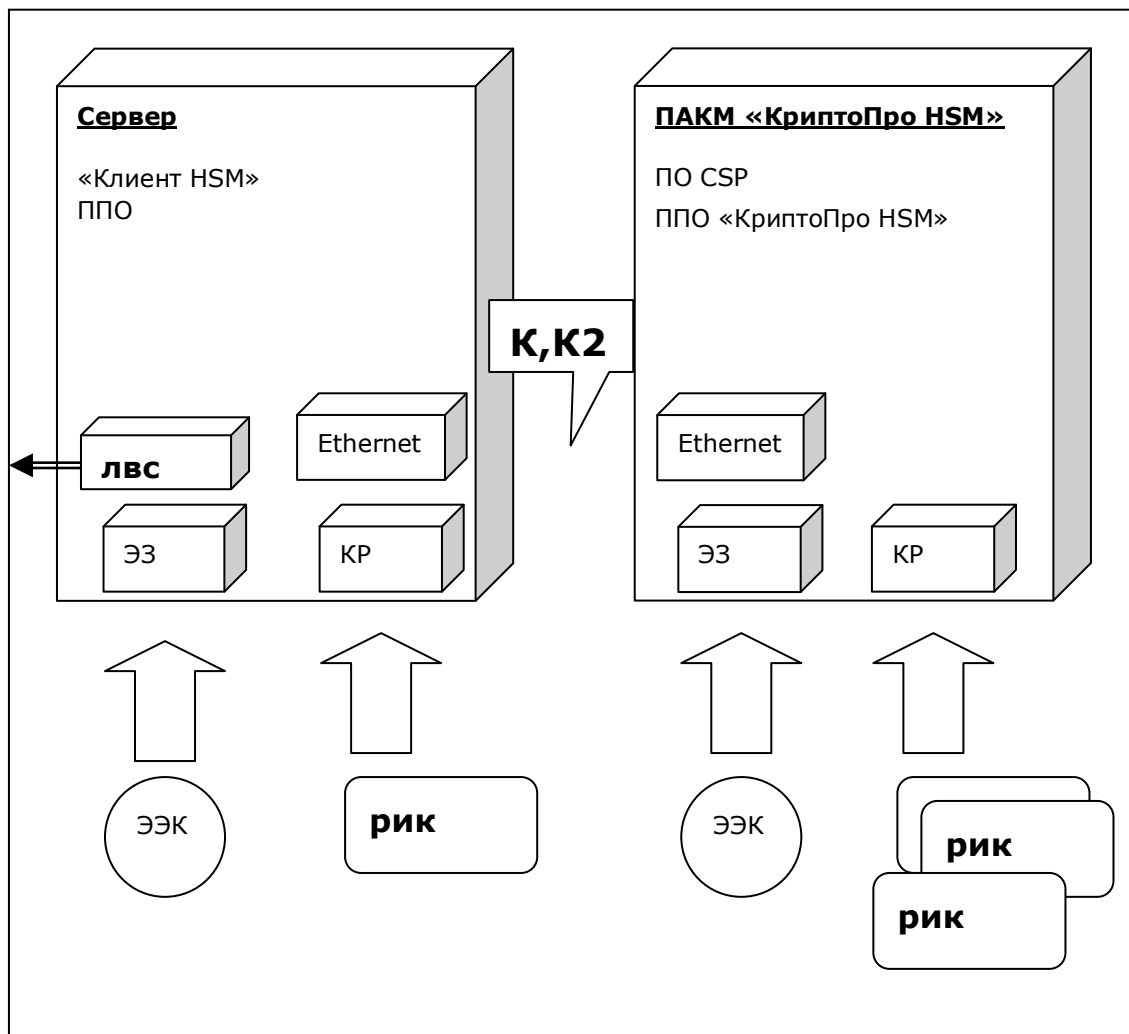 Сервер
«Клиент HSM»
ППО
ПАКМ «КриптоПро HSM»
ПО CSP
ППО «КриптоПро HSM»
К,К2
лвс
Ethernet
ЭЗ
КР
Ethernet
ЭЗ
КР
ЭЭК
рик
ЭЭК
рик
рик